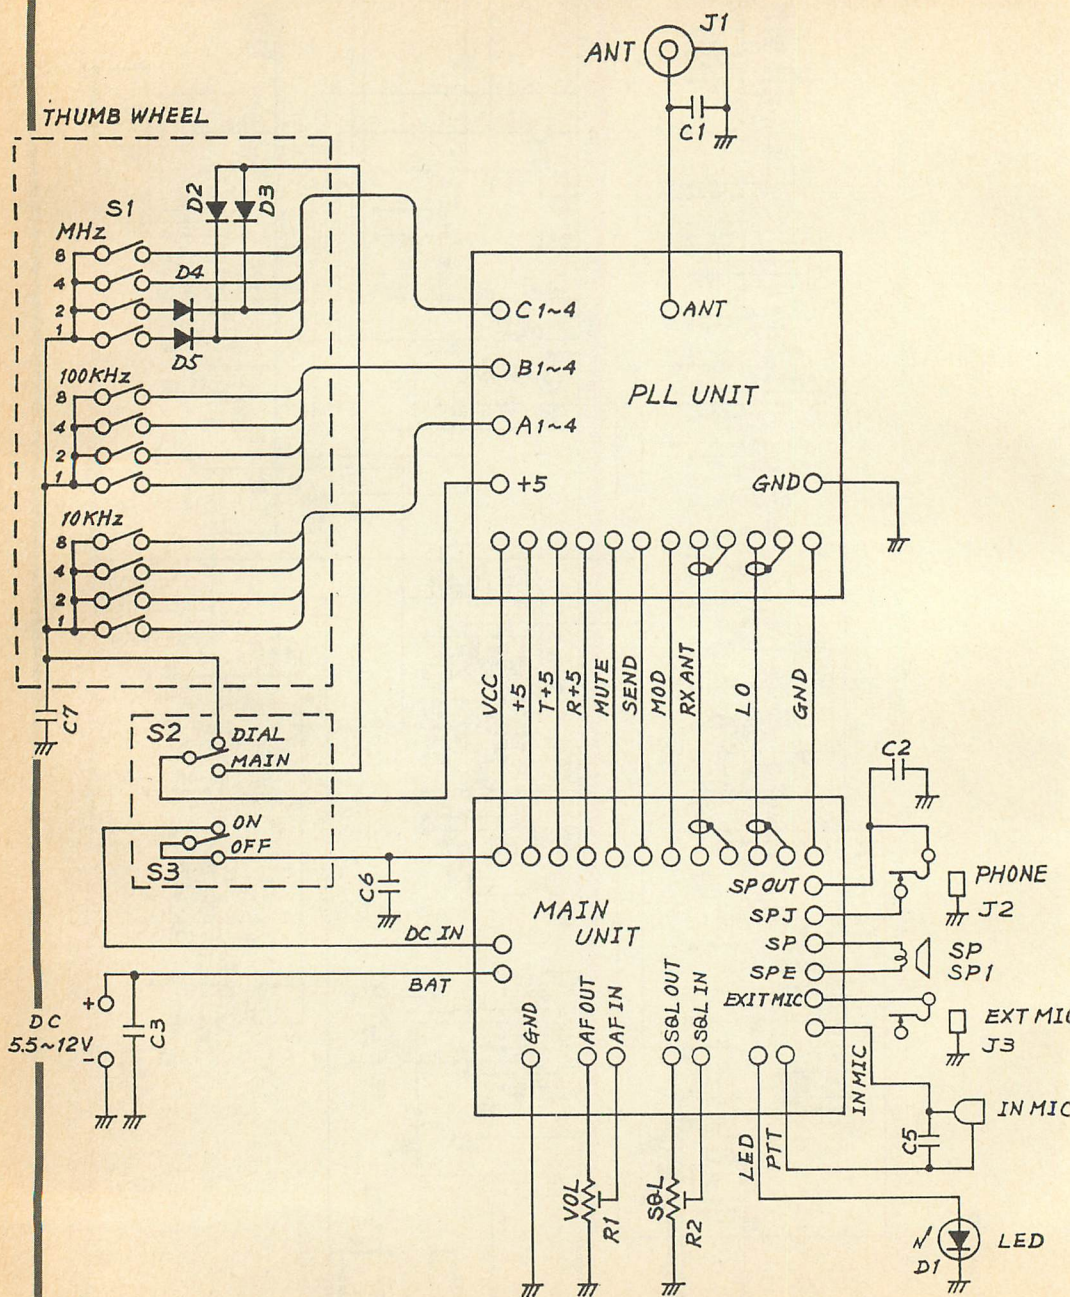 J1
ANT
C1
THUMB WHEEL
D2
D3
S1
MHz
8
4
2
1
D4
D5
100KHz
8
4
2
1
10KHz
8
4
2
1
C7
C1~4
ANT
B1~4
PLL UNIT
A1~4
+5
GND
VCC
+5
T+5
R+5
MUTE
SEND
MOD
RX ANT
LO
GND
S2
DIAL
MAIN
ON
OFF
S3
C6
C2
DC IN
BAT
MAIN
UNIT
SP OUT
SPJ
SP
SPE
EXIT MIC
PHONE
J2
SP
SP1
EXT MIC
J3
DC
5.5~12V
+
-
C3
GND
AF OUT
AF IN
SQL OUT
SQL IN
LED
PTT
IN MIC
C5
IN MIC
VOL
R1
SQL
R2
D1
LED